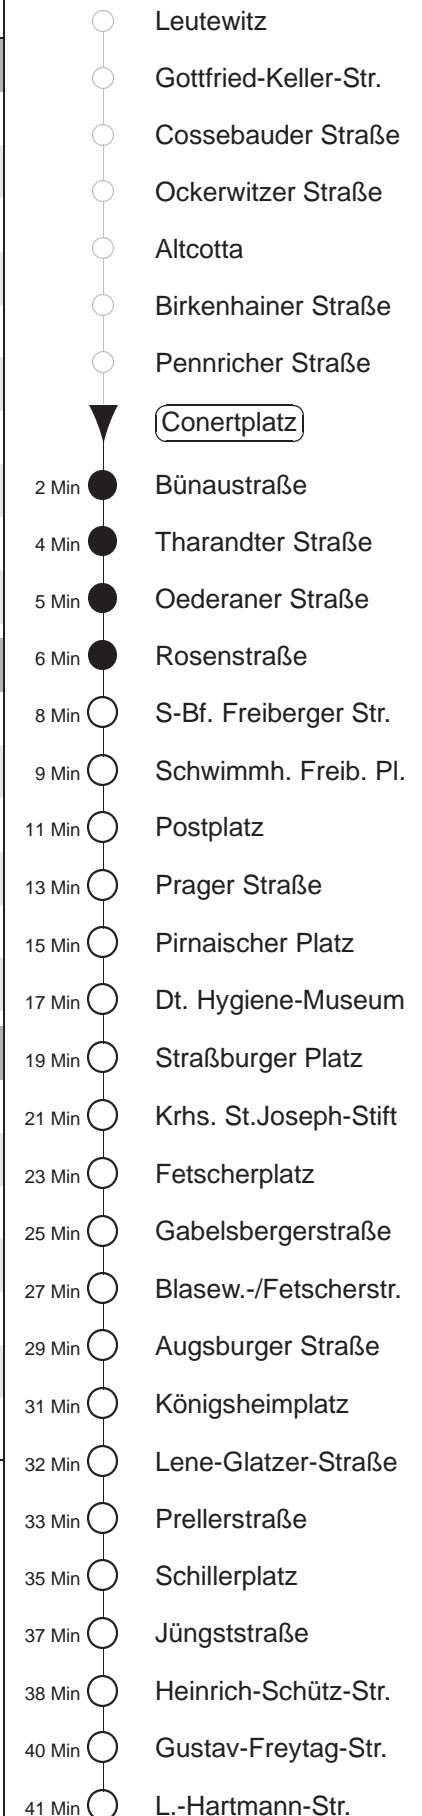 Leutewitz
Gottfried-Keller-Str.
Cossebauder Straße
Ockerwitzer Straße
Altcotta
Birkenhainer Straße
Pennricher Straße
Conertplatz
2 Min Bünaustraße
4 Min Tharandter Straße
5 Min Oederaner Straße
6 Min Rosenstraße
8 Min S-Bf. Freiberger Str.
9 Min Schwimmh. Freib. Pl.
11 Min Postplatz
13 Min Prager Straße
15 Min Pirnaischer Platz
17 Min Dt. Hygiene-Museum
19 Min Straßburger Platz
21 Min Krhs. St.Joseph-Stift
23 Min Fetscherplatz
25 Min Gabelsbergerstraße
27 Min Blasew.-/Fetscherstr.
29 Min Augsburger Straße
31 Min Königsheimplatz
32 Min Lene-Glatzer-Straße
33 Min Prellerstraße
35 Min Schillerplatz
37 Min Jüngststraße
38 Min Heinrich-Schütz-Str.
40 Min Gustav-Freytag-Str.
41 Min L.-Hartmann-Str.